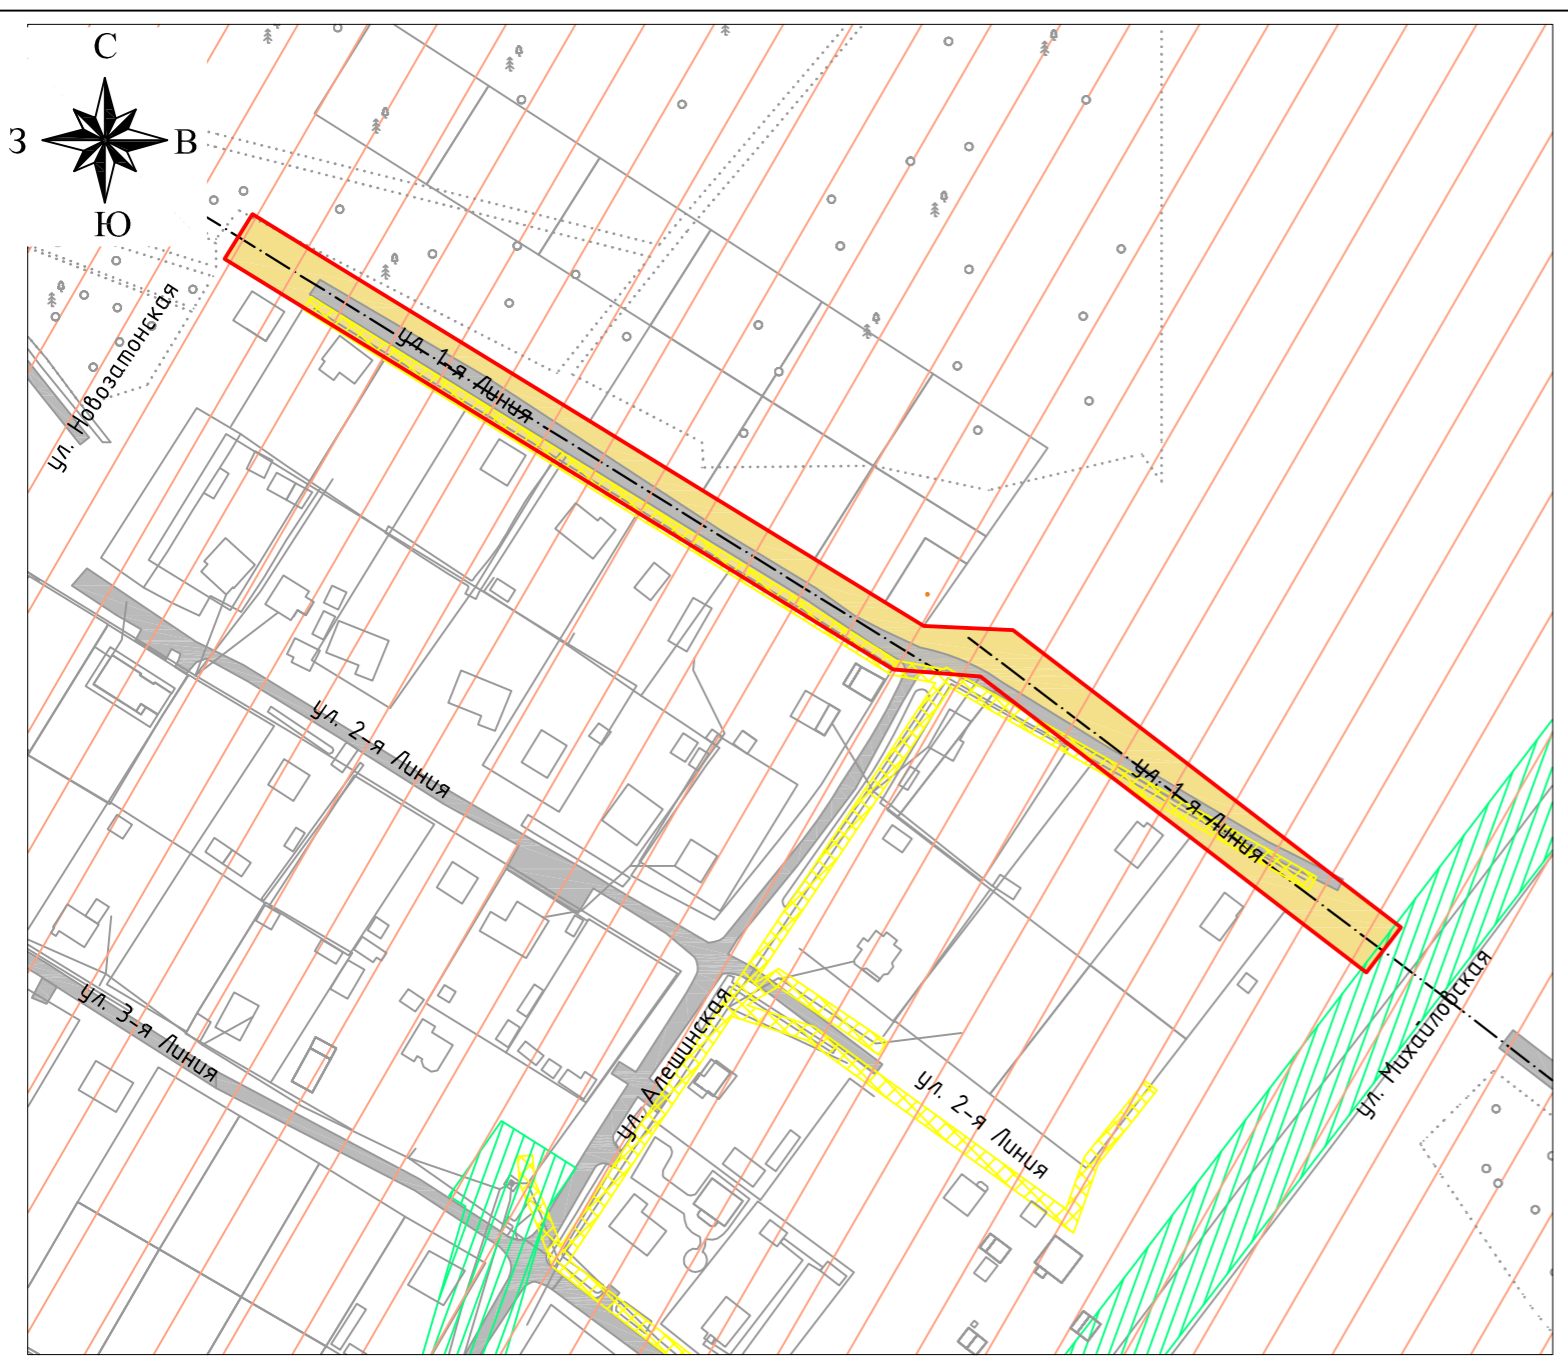 С
З
В
Ю
ул. Новозатонская
ул. 1-я Линия
ул. 2-я Линия
ул. 1-я Линия
ул. 3-я Линия
ул. Алешинская
ул. 2-я Линия
ул. Михайловская